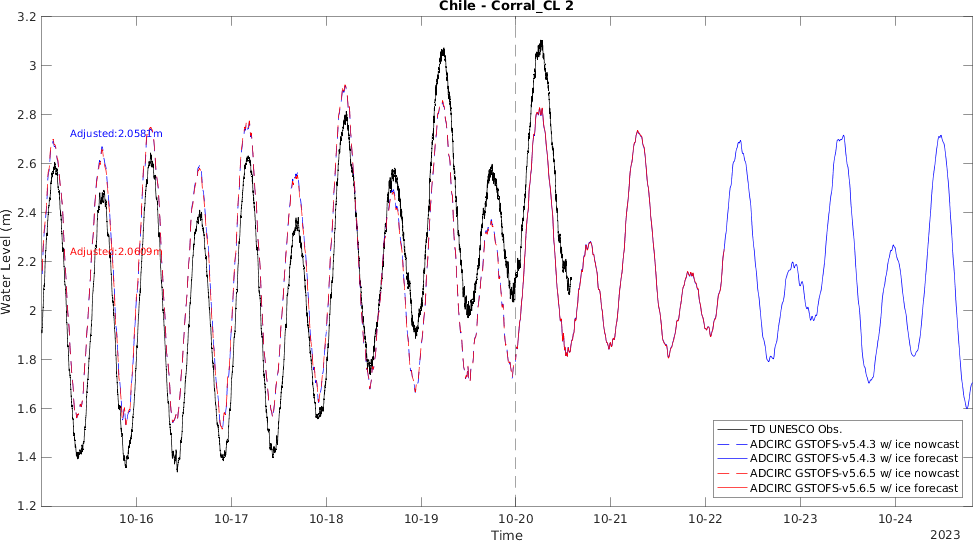 Chile - Corral_CL 2
3.2
3
2.8
2.6
2.4
2.2
2
1.8
1.6
1.4
1.2
Water Level (m)
Adjusted:2.0581m
Adjusted:2.0609m
TD UNESCO Obs.
ADCIRC GSTOFS-v5.4.3 w/ ice nowcast
ADCIRC GSTOFS-v5.4.3 w/ ice forecast
ADCIRC GSTOFS-v5.6.5 w/ ice nowcast
ADCIRC GSTOFS-v5.6.5 w/ ice forecast
10-16 10-17 10-18 10-19 10-20 10-21 10-22 10-23 10-24
Time
2023